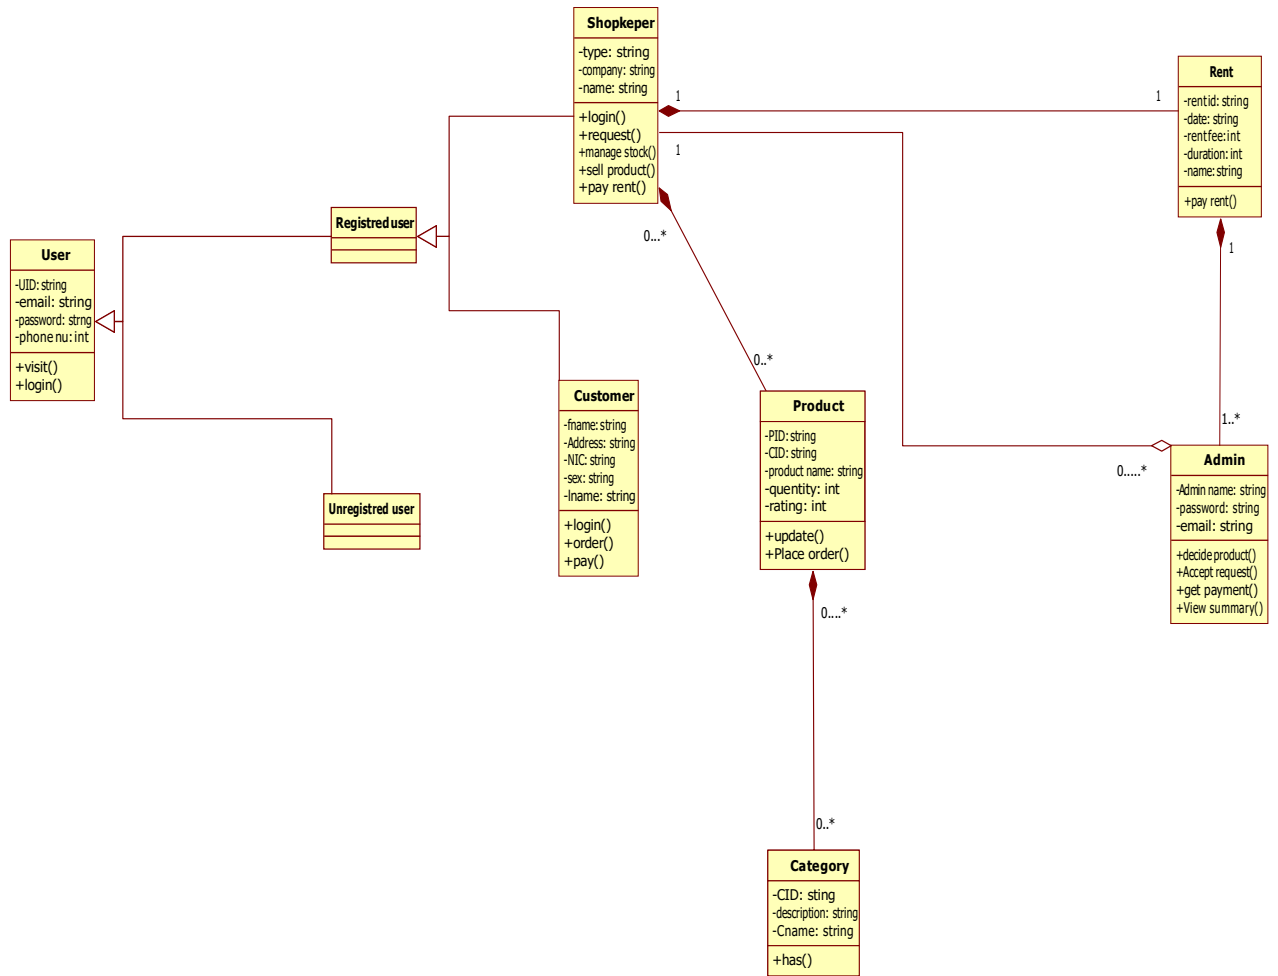 Shopkeper
-type: string
-company: string
-name: string
+login()
+request()
+manage stock()
+sell product()
+pay rent()
1
1
1
0...*
0..*
Rent
-rentid: string
-date: string
-rentfee:int
-duration: int
-name: string
+pay rent()
1
1..*
Registred user
User
-UID: string
-email: string
-password: strng
-phone nu: int
+visit()
+login()
Unregistred user
Customer
-fname: string
-Address: string
-NIC: string
-sex: string
-lname: string
+login()
+order()
+pay()
Product
-PID: string
-CID: string
-product name: string
-quentity: int
-rating: int
+update()
+Place order()
0....*
0..*
0.....*
Admin
-Admin name: string
-password: string
-email: string
+decide product()
+Accept request()
+get payment()
+View summary()
Category
-CID: sting
-description: string
-Cname: string
+has()